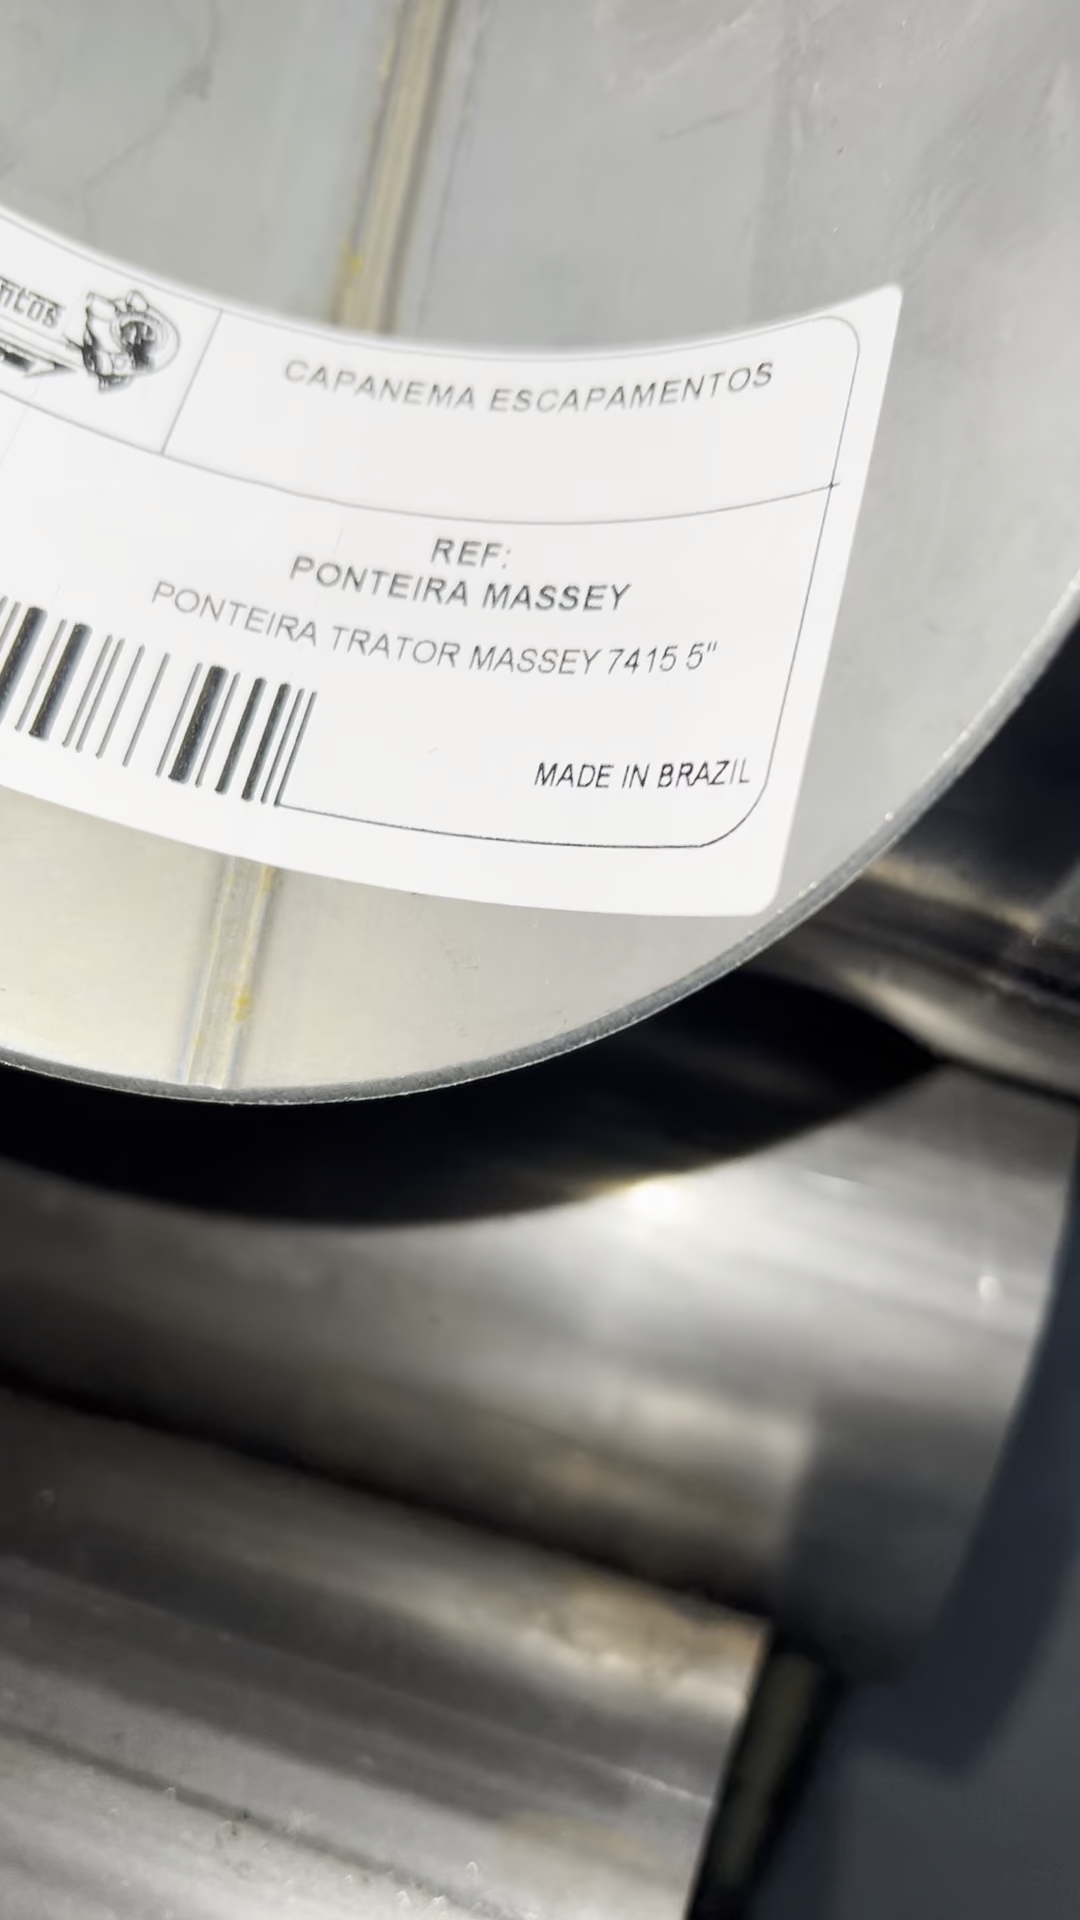 CAPANEMA ESCAPAMENTOS
REF:
PONTEIRA MASSEY
PONTEIRA TRATOR MASSEY 7415 5"
MADE IN BRAZIL